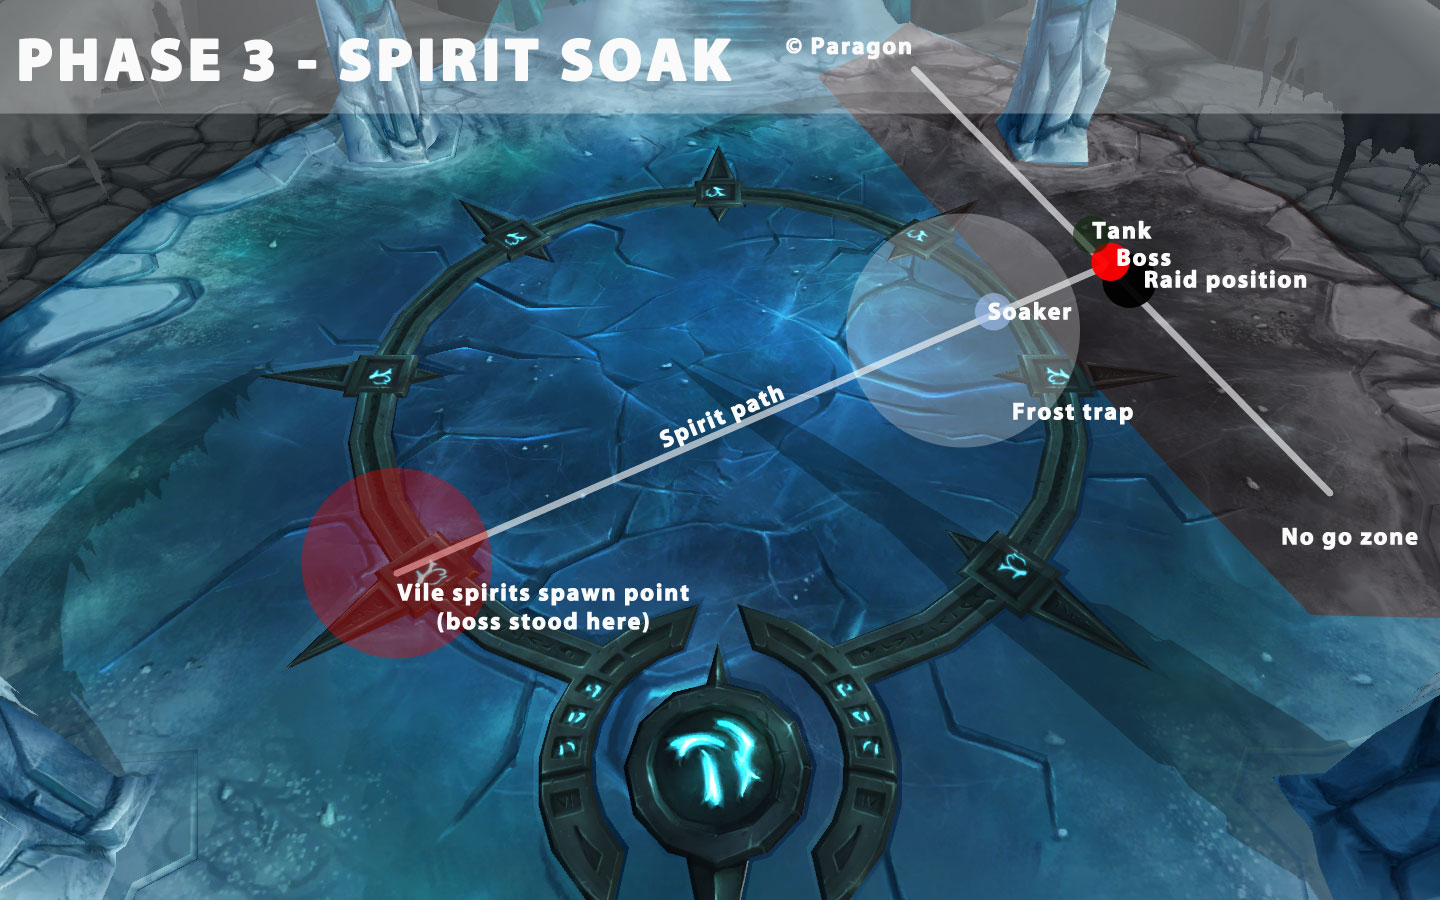 PHASE 3 - SPIRIT SOAK
© Paragon
Tank
Boss
Raid position
Soaker
Spirit path
Frost trap
No go zone
Vile spirits spawn point
(boss stood here)